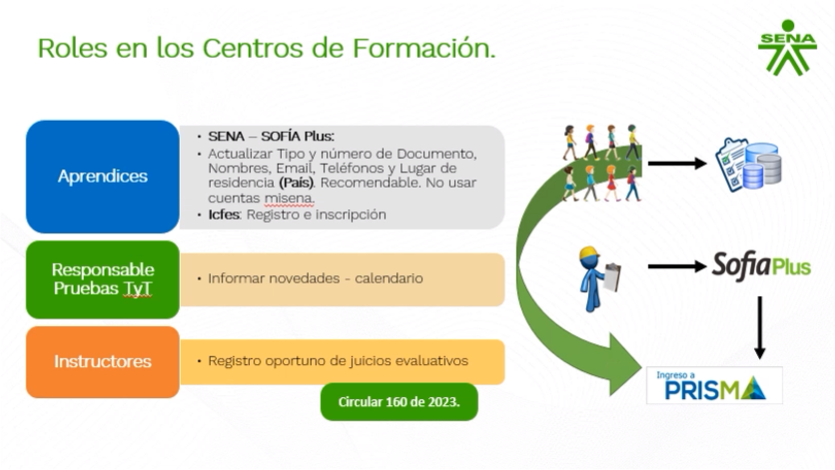 Roles en los Centros de Formación.
SENA
Aprendices
• SENA – SOFÍA Plus:
• Actualizar Tipo y número de Documento,
Nombres, Email, Teléfonos y Lugar de
residencia (País). Recomendable. No usar
cuentas misena.
• Icfes: Registro e inscripción
Responsable
Pruebas TyT
• Informar novedades - calendario
Instructores
• Registro oportuno de juicios evaluativos
Circular 160 de 2023.
SofiaPlus
Ingreso a
PRISMA